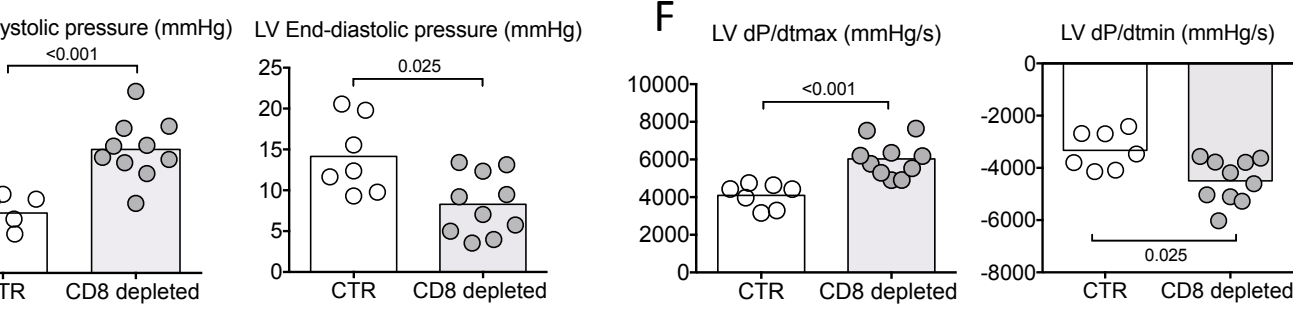 ystolic pressure (mmHg)
<0.001
TR
CD8 depleted
LV End-diastolic pressure (mmHg)
0.025
25
20
15
10
5
0
CTR
CD8 depleted
F
LV dP/dtmax (mmHg/s)
<0.001
10000
8000
6000
4000
2000
0
CTR
CD8 depleted
LV dP/dtmin (mmHg/s)
0
-2000
-4000
-6000
-8000
0.025
CTR
CD8 depleted